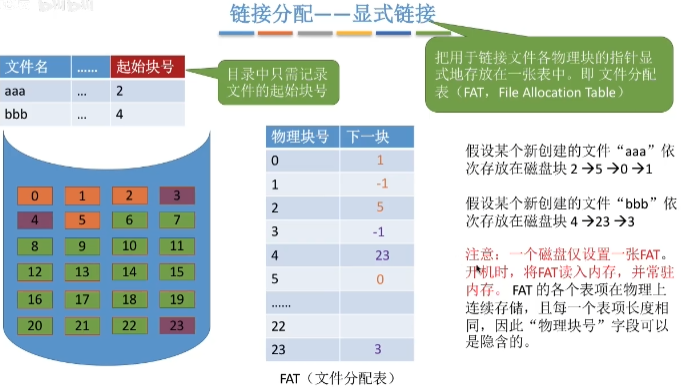 链接分配——显式链接
文件名 …… 起始块号
aaa … 2
bbb … 4
目录中只需记录
文件的起始块号
把用于链接文件各物理块的指针显
式地存放在一张表中。即 文件分配
表（FAT，File Allocation Table）
0 1 2 3
4 5 6 7
8 9 10 11
12 13 14 15
16 17 18 19
20 21 22 23
物理块号 下一块
0 1
1 -1
2 5
3 -1
4 23
5 0
……
22
23 3
FAT（文件分配表）
假设某个新创建的文件“aaa”依
次存放在磁盘块 2→5→0→1
假设某个新创建的文件“bbb”依
次存放在磁盘块 4→23→3
注意：一个磁盘仅设置一张FAT。
开机时，将FAT读入内存，并常驻
内存。 FAT 的各个表项在物理上
连续存储，且每一个表项长度相
同，因此“物理块号”字段可以
是隐含的。